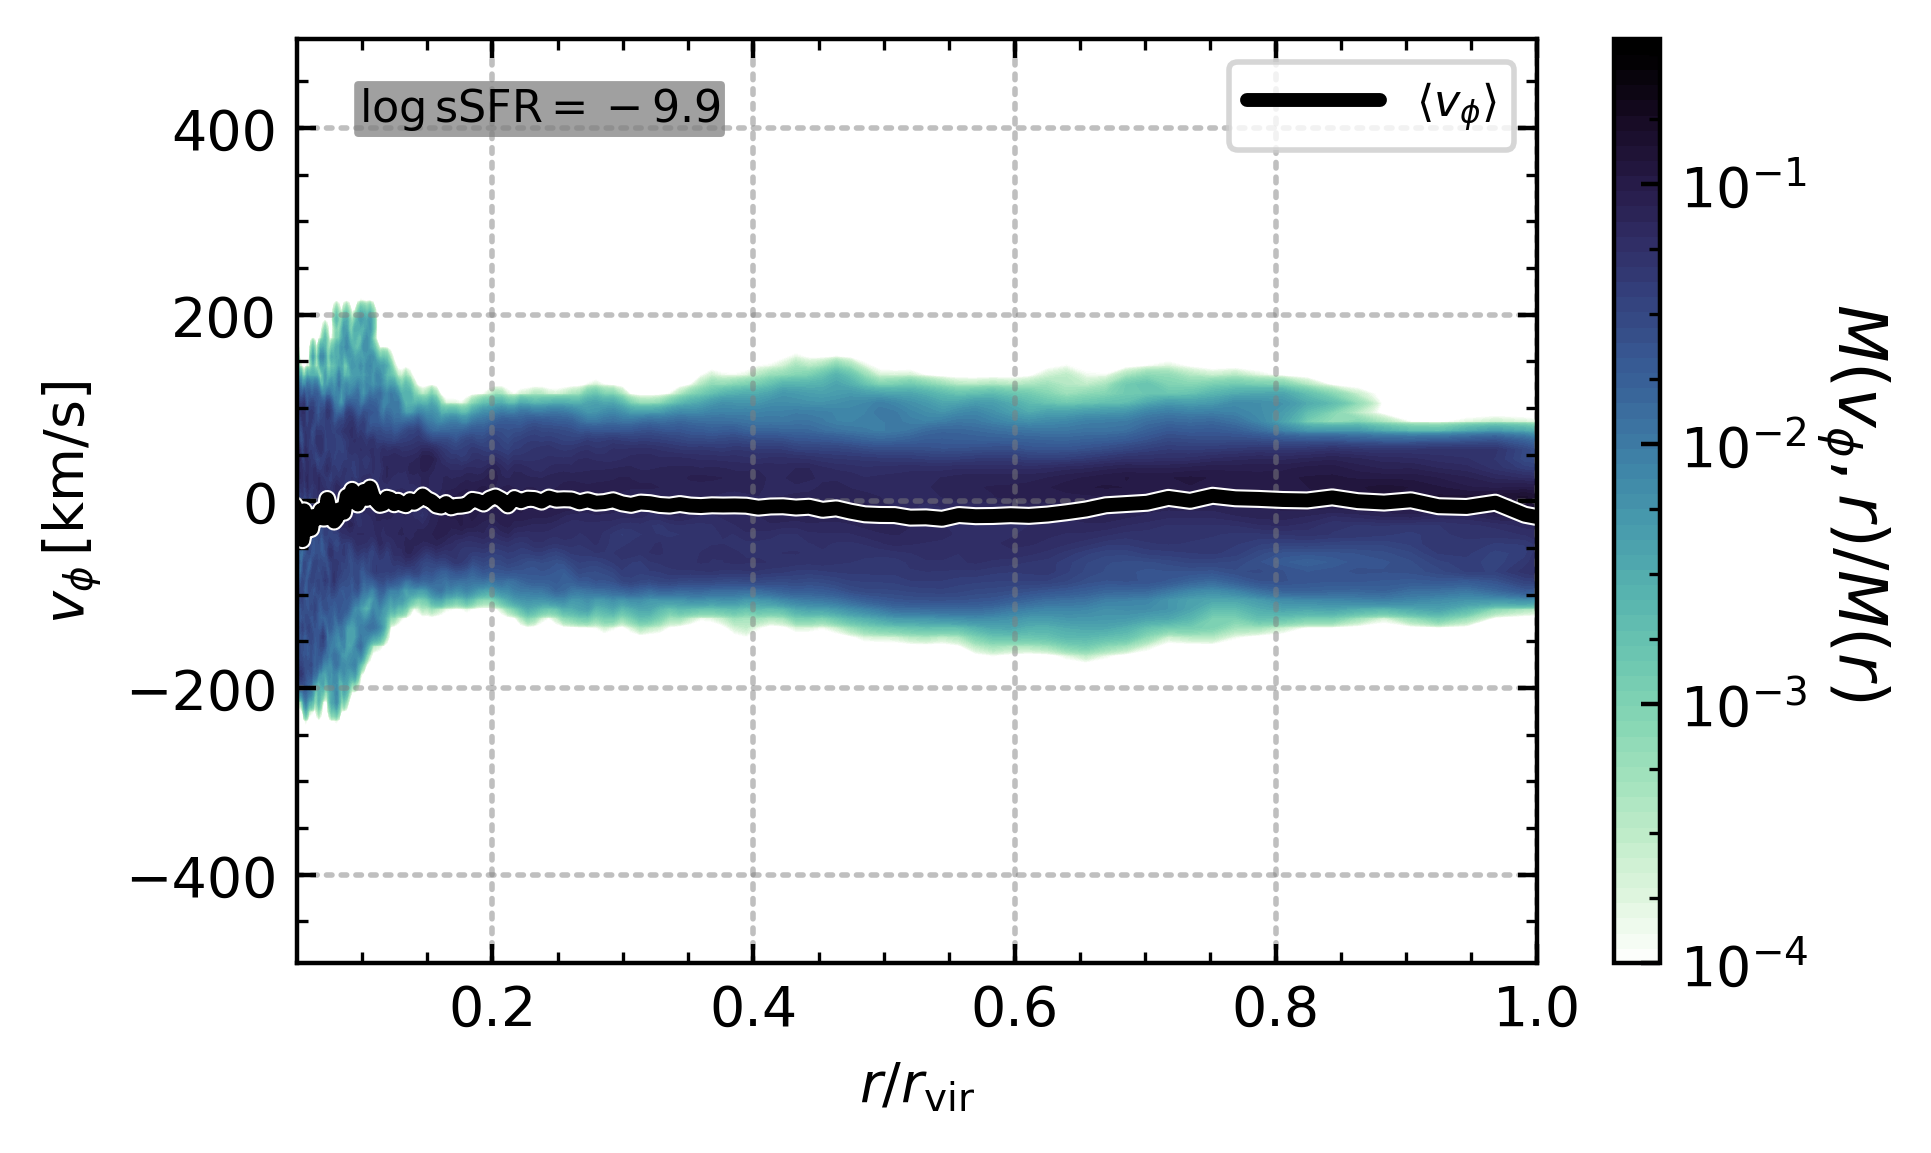 log sSFR = −9.9
⟨v_ϕ⟩
400
200
0
−200
−400
v_ϕ [km/s]
0.2 0.4 0.6 0.8 1.0
r/r_vir
10⁻¹
10⁻²
10⁻³
10⁻⁴
M(v_ϕ, r)/M(r)